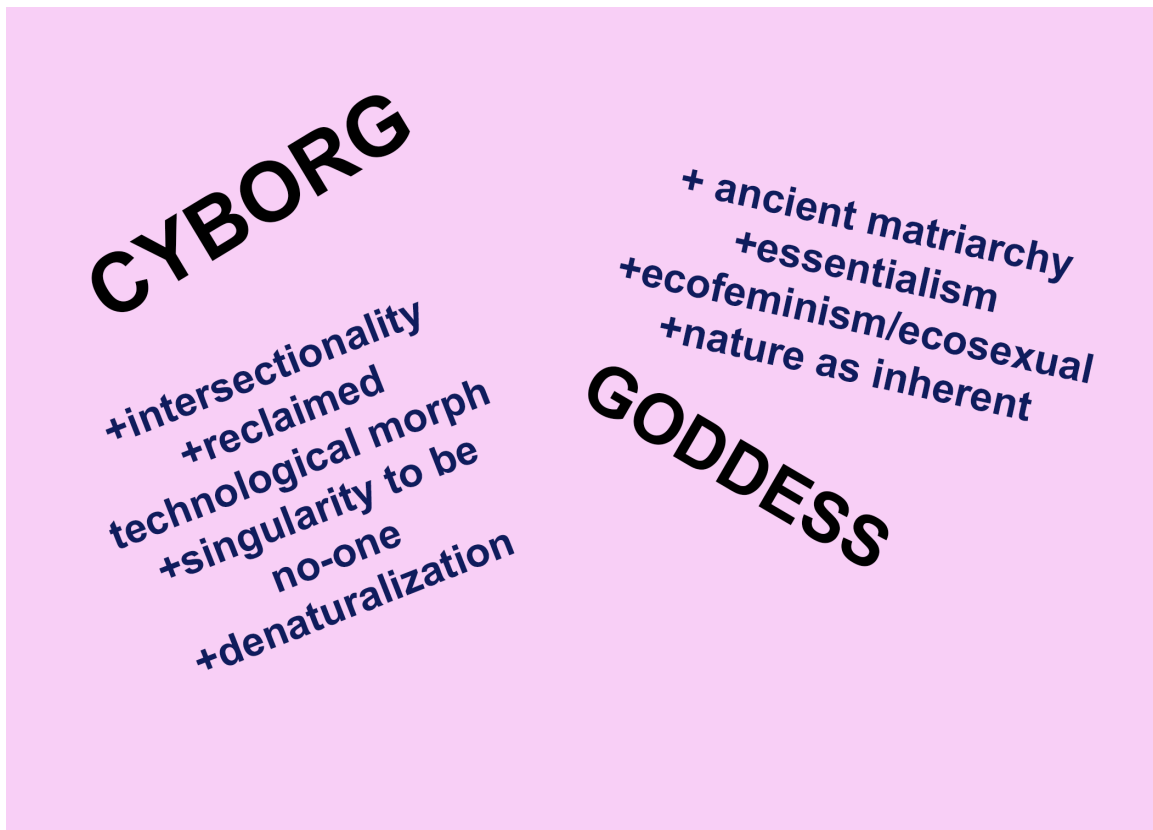 CYBORG
+intersectionality
+reclaimed
technological morph
+singularity to be
no-one
+denaturalization
+ ancient matriarchy
+essentialism
+ecofeminism/ecosexual
+nature as inherent
GODDESS